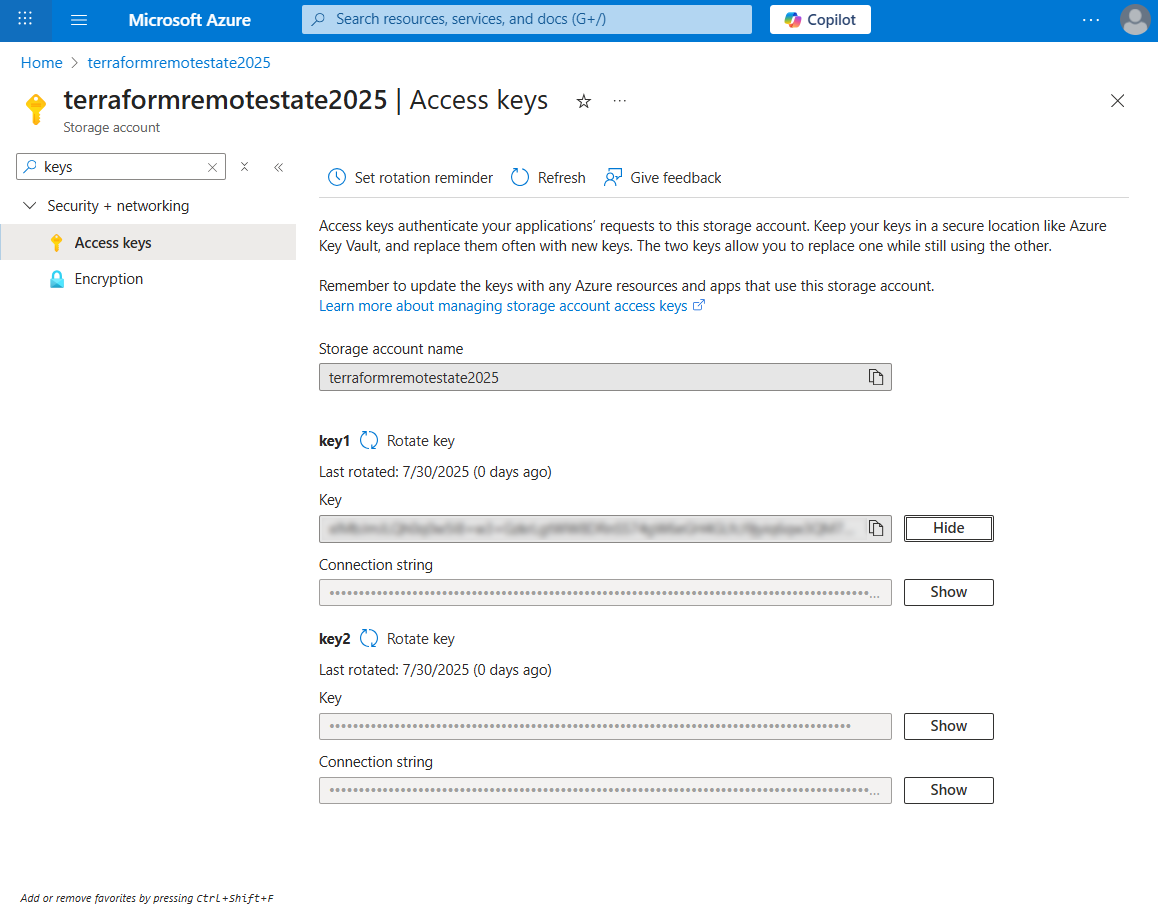 Microsoft Azure
Search resources, services, and docs (G+/)
Copilot
Home > terraformremotestate2025
terraformremotestate2025 | Access keys
Storage account
keys
Security + networking
Access keys
Encryption
Set rotation reminder
Refresh
Give feedback
Access keys authenticate your applications’ requests to this storage account. Keep your keys in a secure location like Azure
Key Vault, and replace them often with new keys. The two keys allow you to replace one while still using the other.
Remember to update the keys with any Azure resources and apps that use this storage account.
Learn more about managing storage account access keys
Storage account name
terraformremotestate2025
key1 Rotate key
Last rotated: 7/30/2025 (0 days ago)
Key
Hide
Connection string
Show
key2 Rotate key
Last rotated: 7/30/2025 (0 days ago)
Key
Show
Connection string
Show
Add or remove favorites by pressing Ctrl+Shift+F